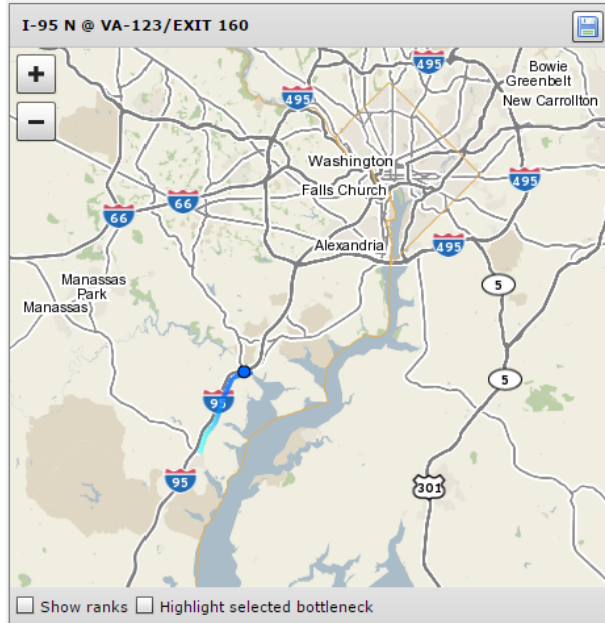 I-95 N @ VA-123/EXIT 160
+
−
495
495
Bowie
Greenbelt
New Carrollton
Washington
Falls Church
495
66
66
Alexandria
495
5
Manassas
Park
Manassas
5
95
95
301
Show ranks Highlight selected bottleneck